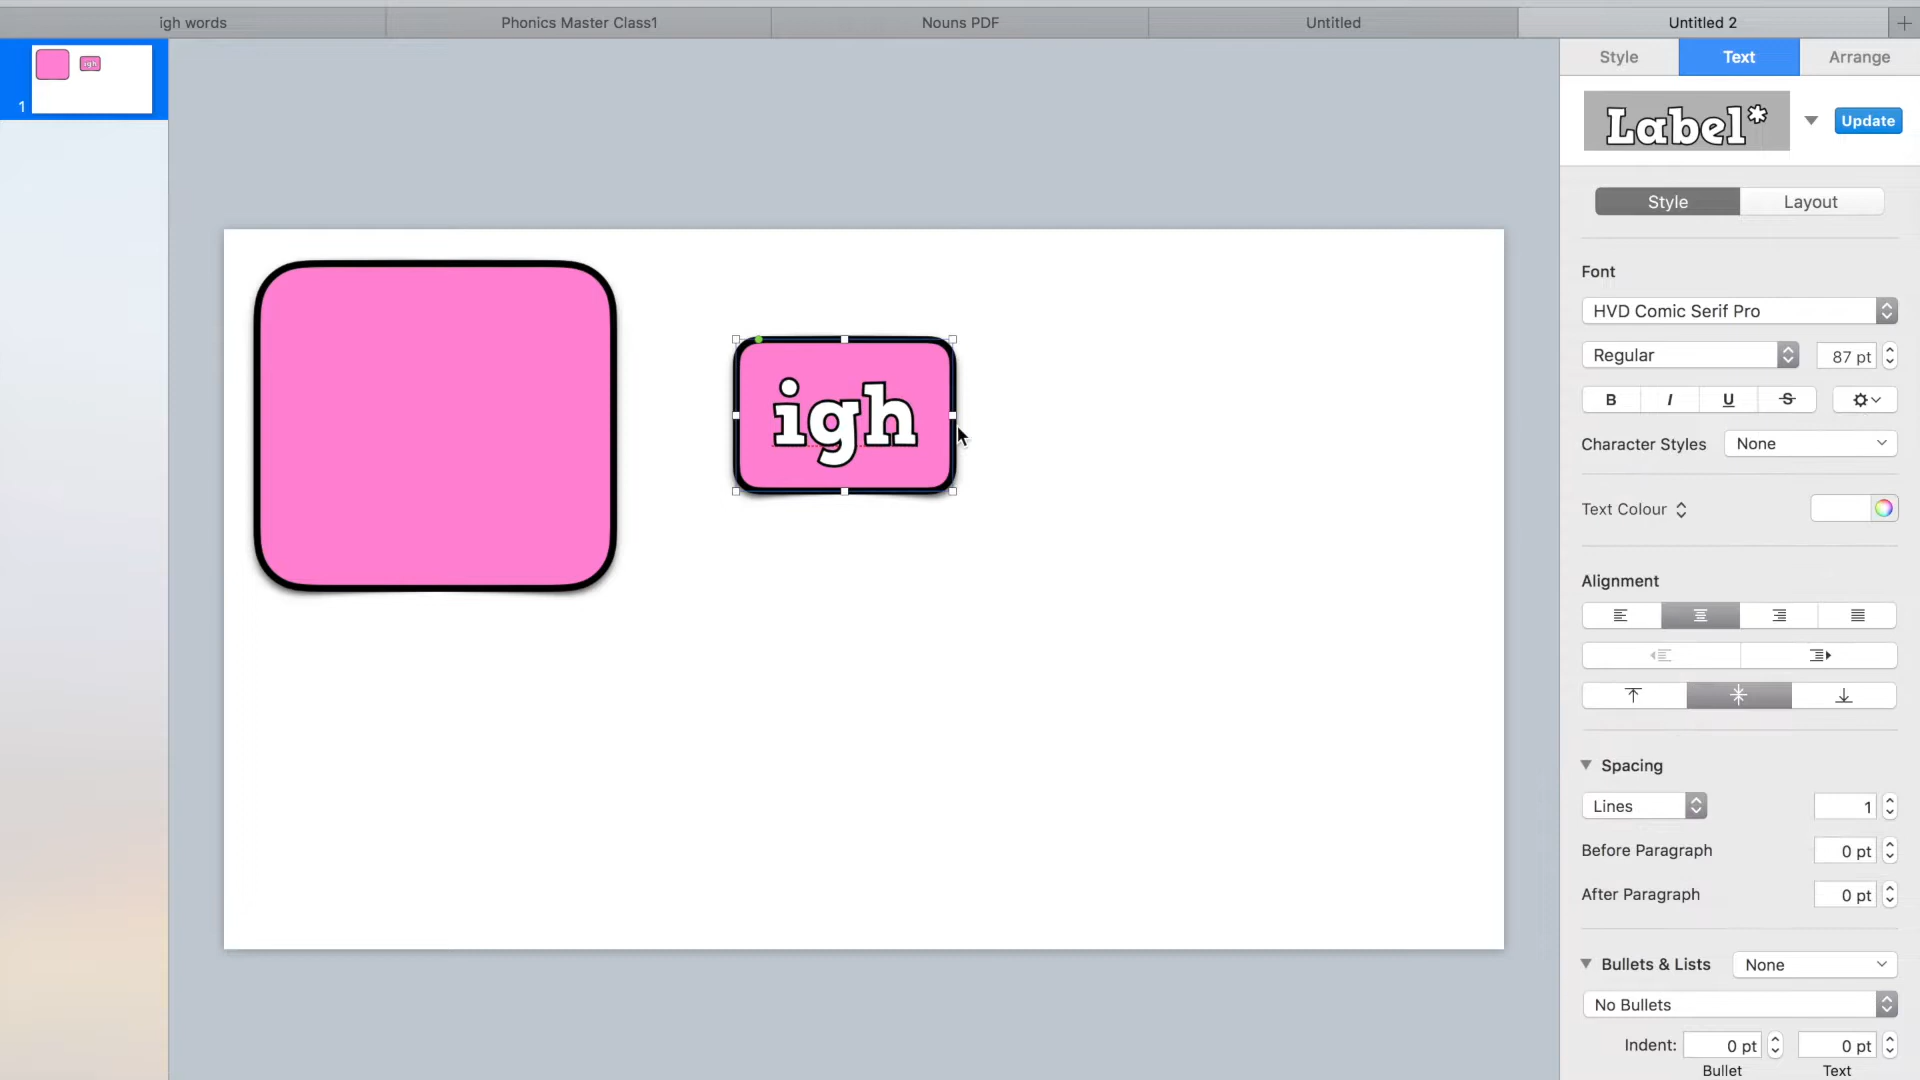 igh words
Phonics Master Class1
Nouns PDF
Untitled
Untitled 2
1
igh
igh
Style
Text
Arrange
Label*
Update
Style
Layout
Font
HVD Comic Serif Pro
Regular
87 pt
B I U S
Character Styles
None
Text Colour
Alignment
Spacing
Lines
1
Before Paragraph
0 pt
After Paragraph
0 pt
Bullets & Lists
None
No Bullets
Indent:
0 pt
0 pt
Bullet
Text